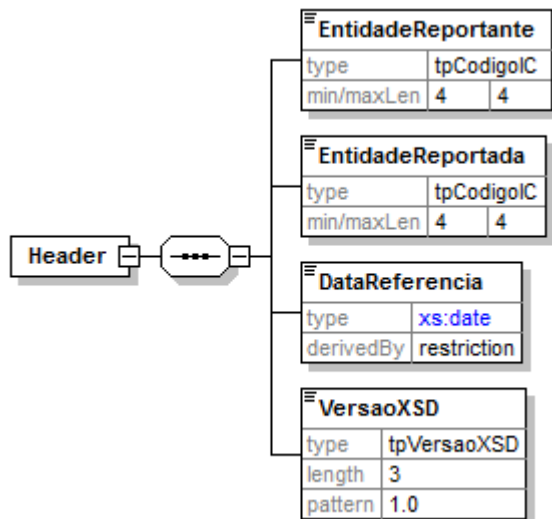 EntidadeReportante
type tpCodigoIC
min/maxLen 4 4
EntidadeReportada
type tpCodigoIC
min/maxLen 4 4
Header
DataReferencia
type xs:date
derivedBy restriction
VersaoXSD
type tpVersaoXSD
length 3
pattern 1.0